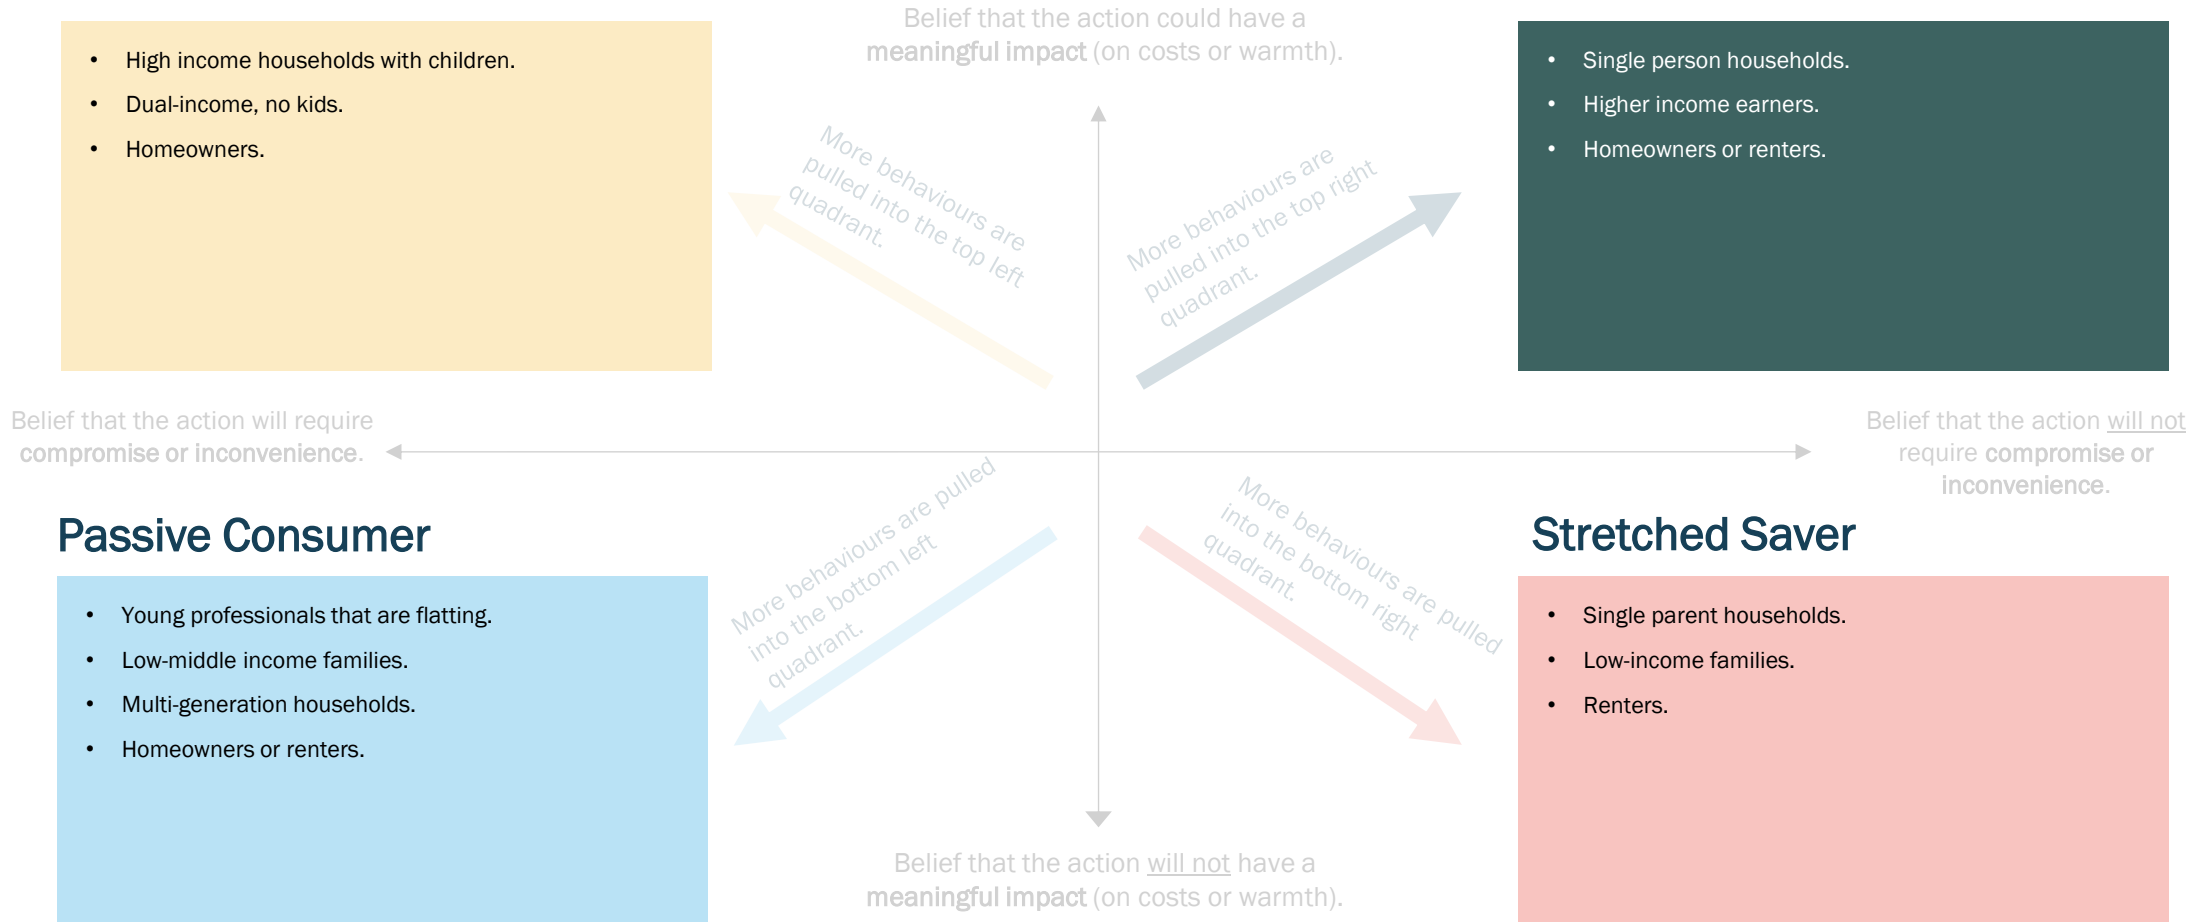 Belief that the action could have a
meaningful impact (on costs or warmth).
• High income households with children.
• Dual-income, no kids.
• Homeowners.
More behaviours are
pulled into the top left
quadrant.
More behaviours are
pulled into the top right
quadrant.
• Single person households.
• Higher income earners.
• Homeowners or renters.
Belief that the action will require
compromise or inconvenience.
Belief that the action will not
require compromise or
inconvenience.
Passive Consumer
• Young professionals that are flatting.
• Low-middle income families.
• Multi-generation households.
• Homeowners or renters.
More behaviours are pulled
into the bottom left
quadrant.
More behaviours are pulled
into the bottom right
quadrant.
Stretched Saver
• Single parent households.
• Low-income families.
• Renters.
Belief that the action will not have a
meaningful impact (on costs or warmth).